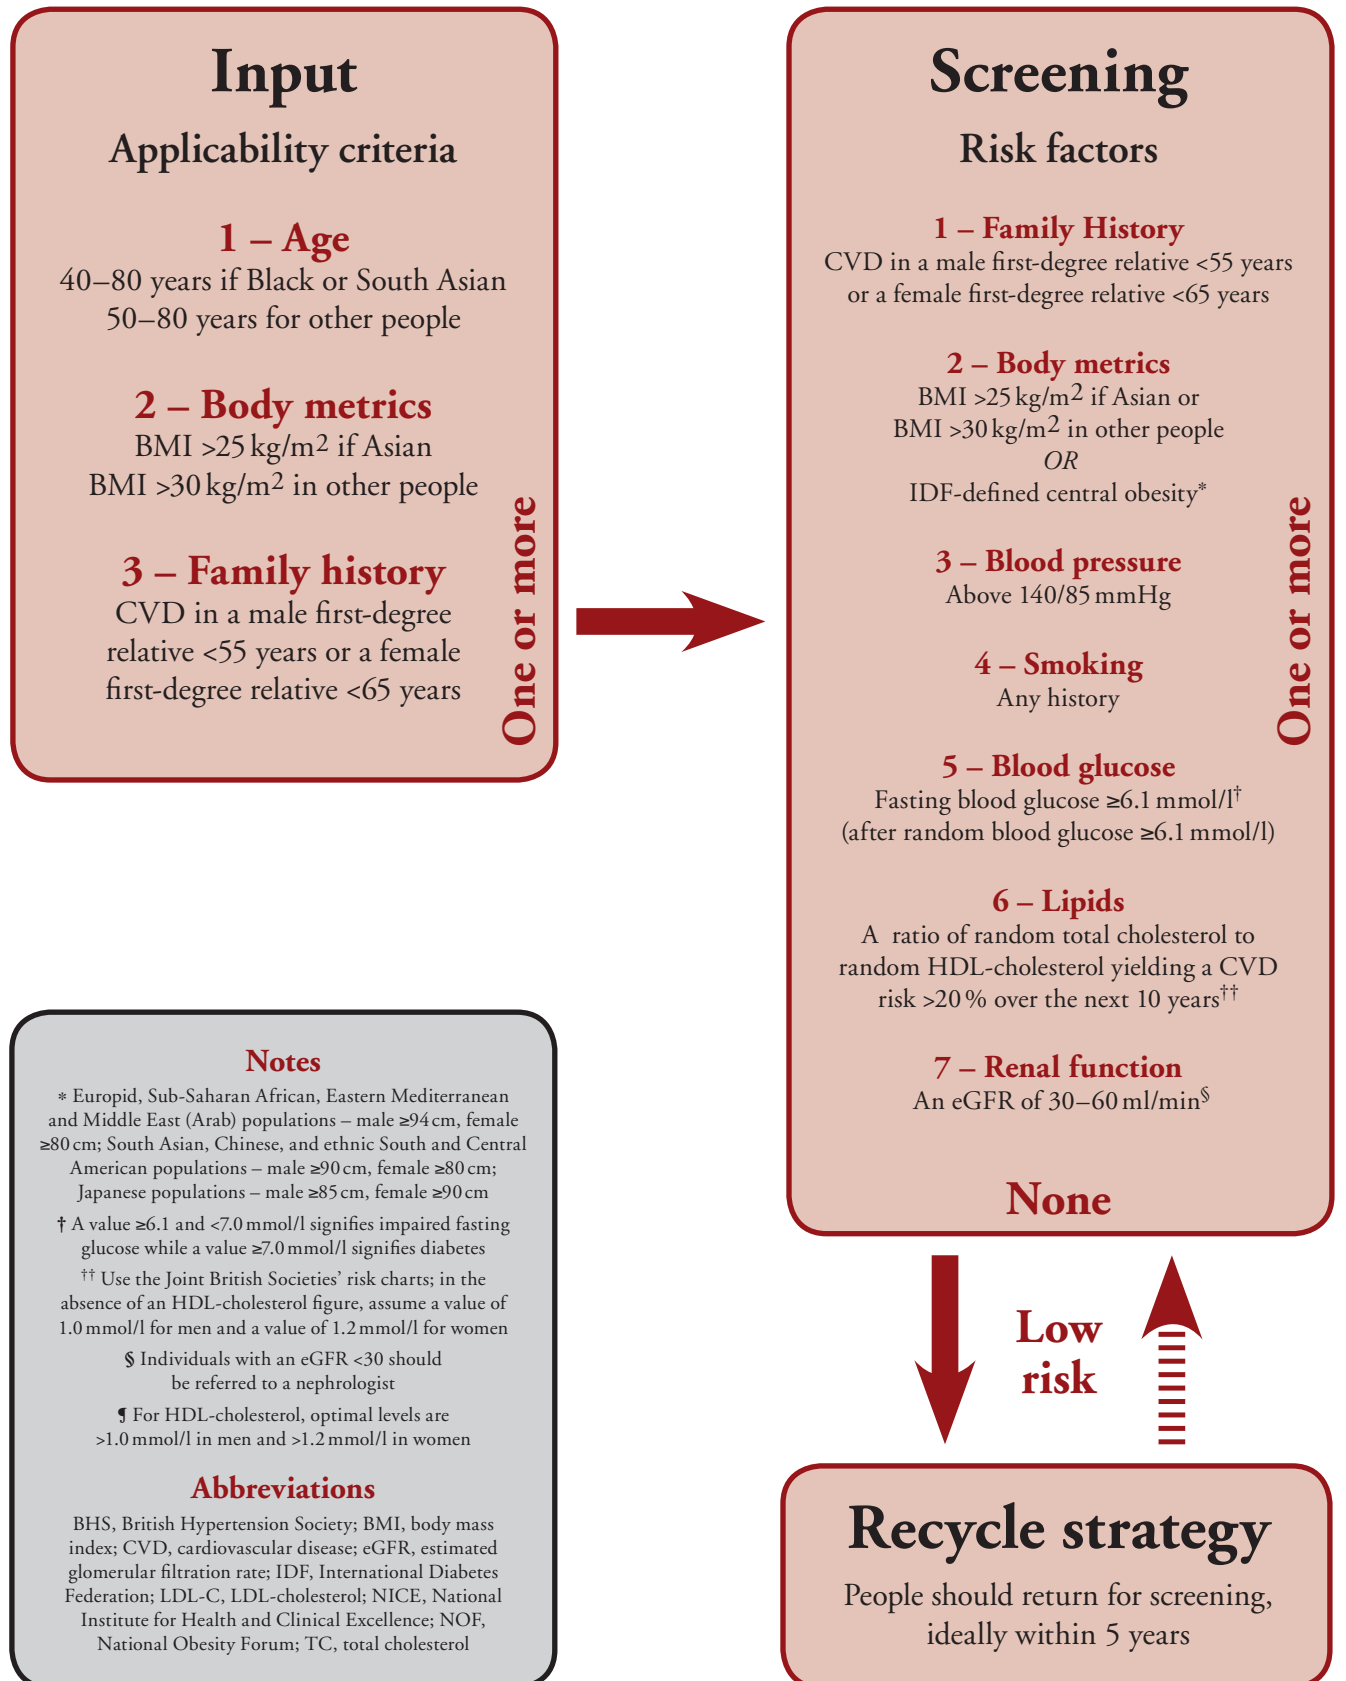 Input
Applicability criteria
1 – Age
40–80 years if Black or South Asian
50–80 years for other people
2 – Body metrics
BMI >25 kg/m2 if Asian
BMI >30 kg/m2 in other people
3 – Family history
CVD in a male first-degree
relative <55 years or a female
first-degree relative <65 years
One or more
Screening
Risk factors
1 – Family History
CVD in a male first-degree relative <55 years
or a female first-degree relative <65 years
2 – Body metrics
BMI >25 kg/m2 if Asian or
BMI >30 kg/m2 in other people
OR
IDF-defined central obesity*
3 – Blood pressure
Above 140/85 mmHg
4 – Smoking
Any history
5 – Blood glucose
Fasting blood glucose ≥6.1 mmol/l†
(after random blood glucose ≥6.1 mmol/l)
6 – Lipids
A ratio of random total cholesterol to
random HDL-cholesterol yielding a CVD
risk >20 % over the next 10 years††
7 – Renal function
An eGFR of 30–60 ml/min§
One or more
None
Low
risk
Recycle strategy
People should return for screening,
ideally within 5 years
Notes
* Europid, Sub-Saharan African, Eastern Mediterranean
and Middle East (Arab) populations – male ≥94 cm, female
≥80 cm; South Asian, Chinese, and ethnic South and Central
American populations – male ≥90 cm, female ≥80 cm;
Japanese populations – male ≥85 cm, female ≥90 cm
† A value ≥6.1 and <7.0 mmol/l signifies impaired fasting
glucose while a value ≥7.0 mmol/l signifies diabetes
†† Use the Joint British Societies' risk charts; in the
absence of an HDL-cholesterol figure, assume a value of
1.0 mmol/l for men and a value of 1.2 mmol/l for women
§ Individuals with an eGFR <30 should
be referred to a nephrologist
¶ For HDL-cholesterol, optimal levels are
>1.0 mmol/l in men and >1.2 mmol/l in women
Abbreviations
BHS, British Hypertension Society; BMI, body mass
index; CVD, cardiovascular disease; eGFR, estimated
glomerular filtration rate; IDF, International Diabetes
Federation; LDL-C, LDL-cholesterol; NICE, National
Institute for Health and Clinical Excellence; NOF,
National Obesity Forum; TC, total cholesterol